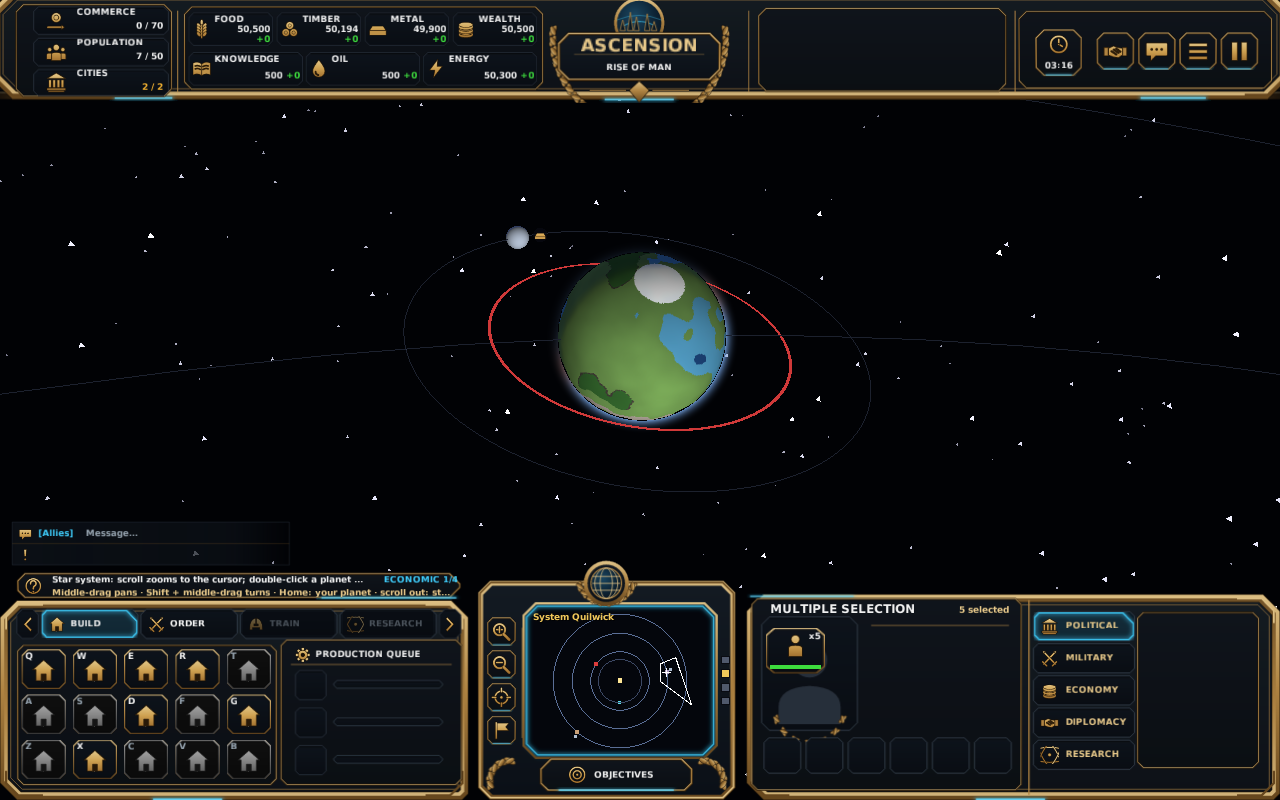 COMMERCE
0 / 70
POPULATION
7 / 50
CITIES
2 / 2
FOOD
50,500
+0
TIMBER
50,194
+0
METAL
49,900
+0
WEALTH
50,500
+0
KNOWLEDGE
500 +0
OIL
500 +0
ENERGY
50,300 +0
ASCENSION
RISE OF MAN
03:16
[Allies] Message...
!
Star system: scroll zooms to the cursor; double-click a planet ... ECONOMIC 1/4
Middle-drag pans · Shift + middle-drag turns · Home: your planet · scroll out: st...
BUILD
ORDER
TRAIN
RESEARCH
Q W E R T
A S D F G
Z X C V B
PRODUCTION QUEUE
System Quilwick
OBJECTIVES
MULTIPLE SELECTION
5 selected
x5
POLITICAL
MILITARY
ECONOMY
DIPLOMACY
RESEARCH